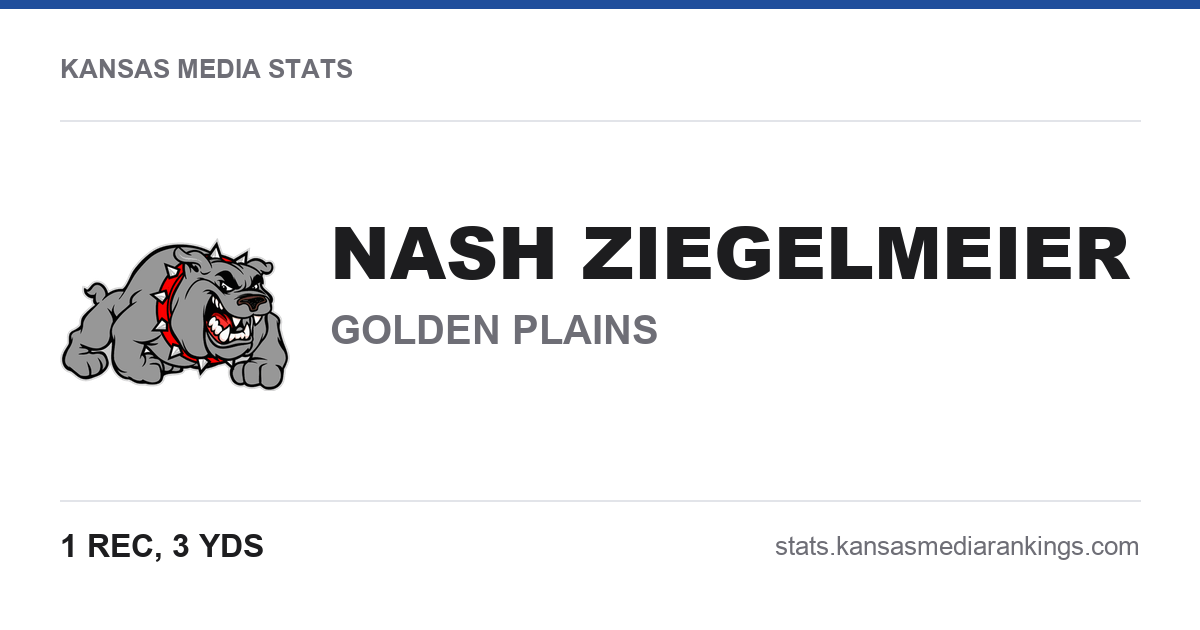 KANSAS MEDIA STATS
NASH ZIEGELMEIER
GOLDEN PLAINS
1 REC, 3 YDS
stats.kansasmediarankings.com